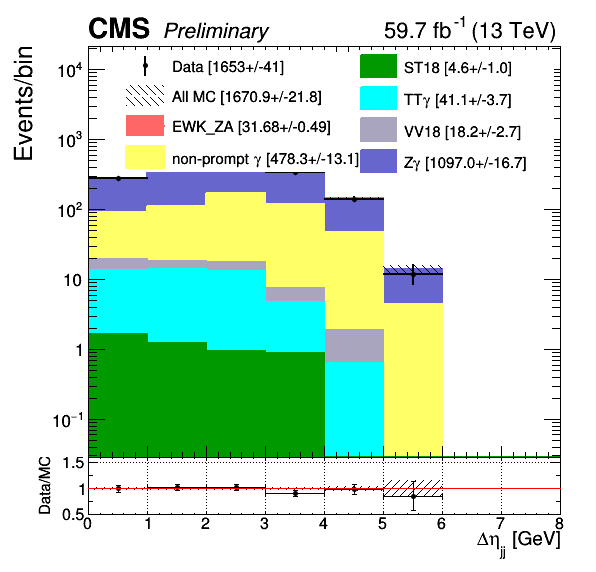 CMS Preliminary 59.7 fb⁻¹ (13 TeV)
Events/bin
10⁴
10³
10²
10
1
10⁻¹
Data [1653+/-41]
All MC [1670.9+/-21.8]
EWK_ZA [31.68+/-0.49]
non-prompt γ [478.3+/-13.1]
ST18 [4.6+/-1.0]
TTγ [41.1+/-3.7]
VV18 [18.2+/-2.7]
Zγ [1097.0+/-16.7]
Data/MC
1.5
1
0.5
0 1 2 3 4 5 6 7 8
Δη_jj [GeV]